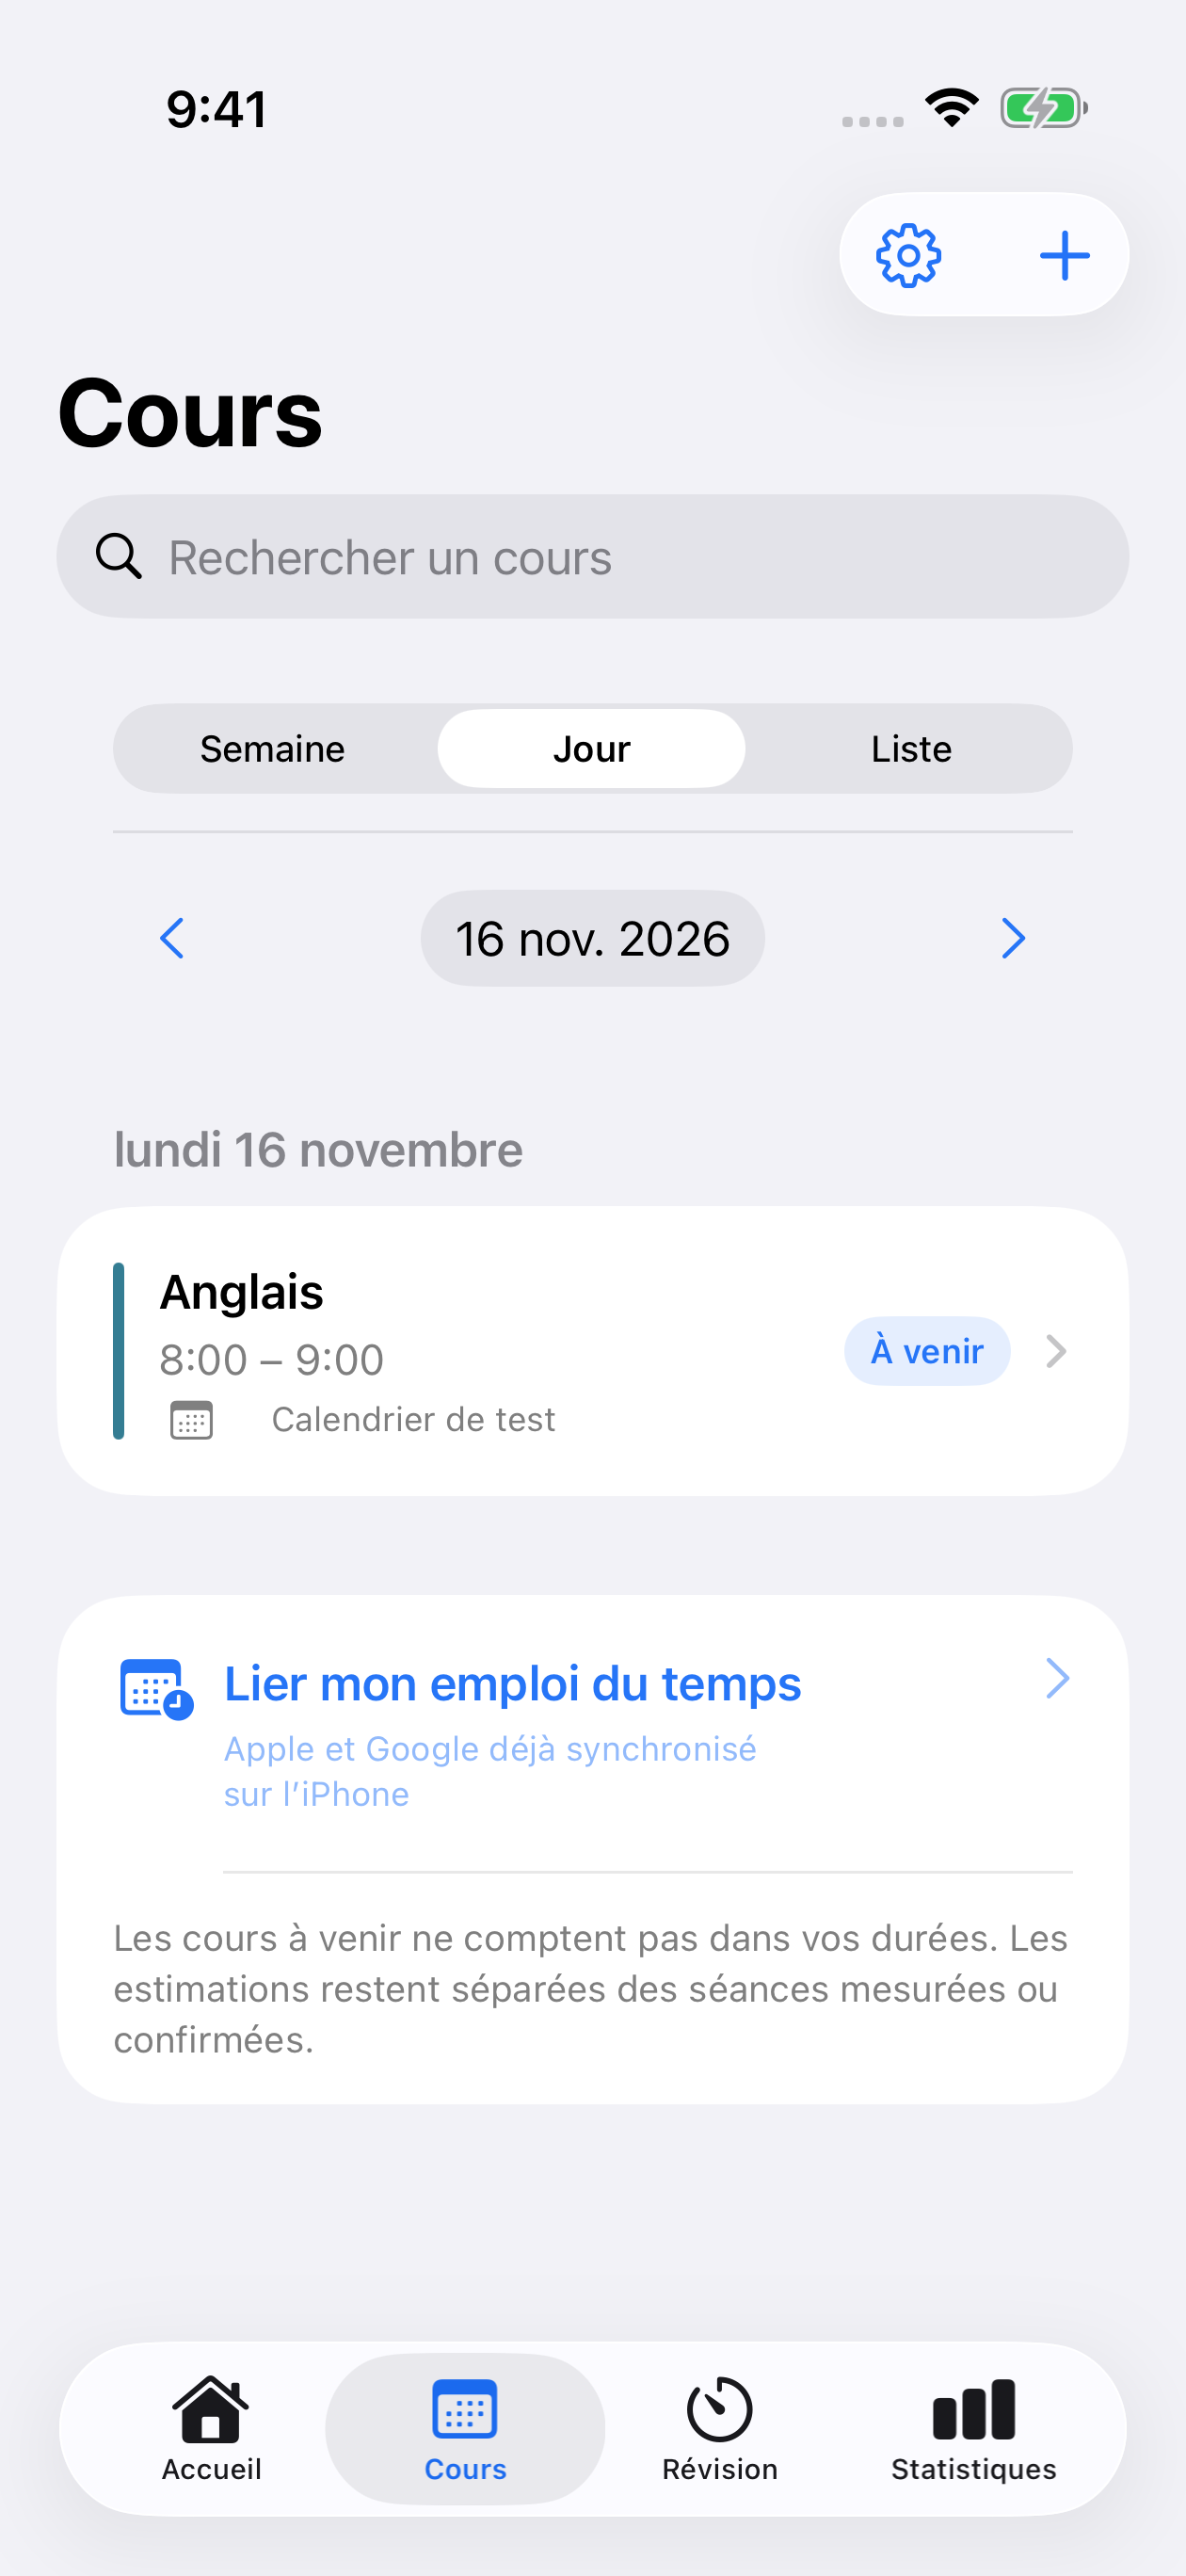 9:41
Cours
Rechercher un cours
Semaine
Jour
Liste
16 nov. 2026
lundi 16 novembre
Anglais
8:00 – 9:00
À venir
Calendrier de test
Lier mon emploi du temps
Apple et Google déjà synchronisé
sur l’iPhone
Les cours à venir ne comptent pas dans vos durées. Les
estimations restent séparées des séances mesurées ou
confirmées.
Accueil
Cours
Révision
Statistiques